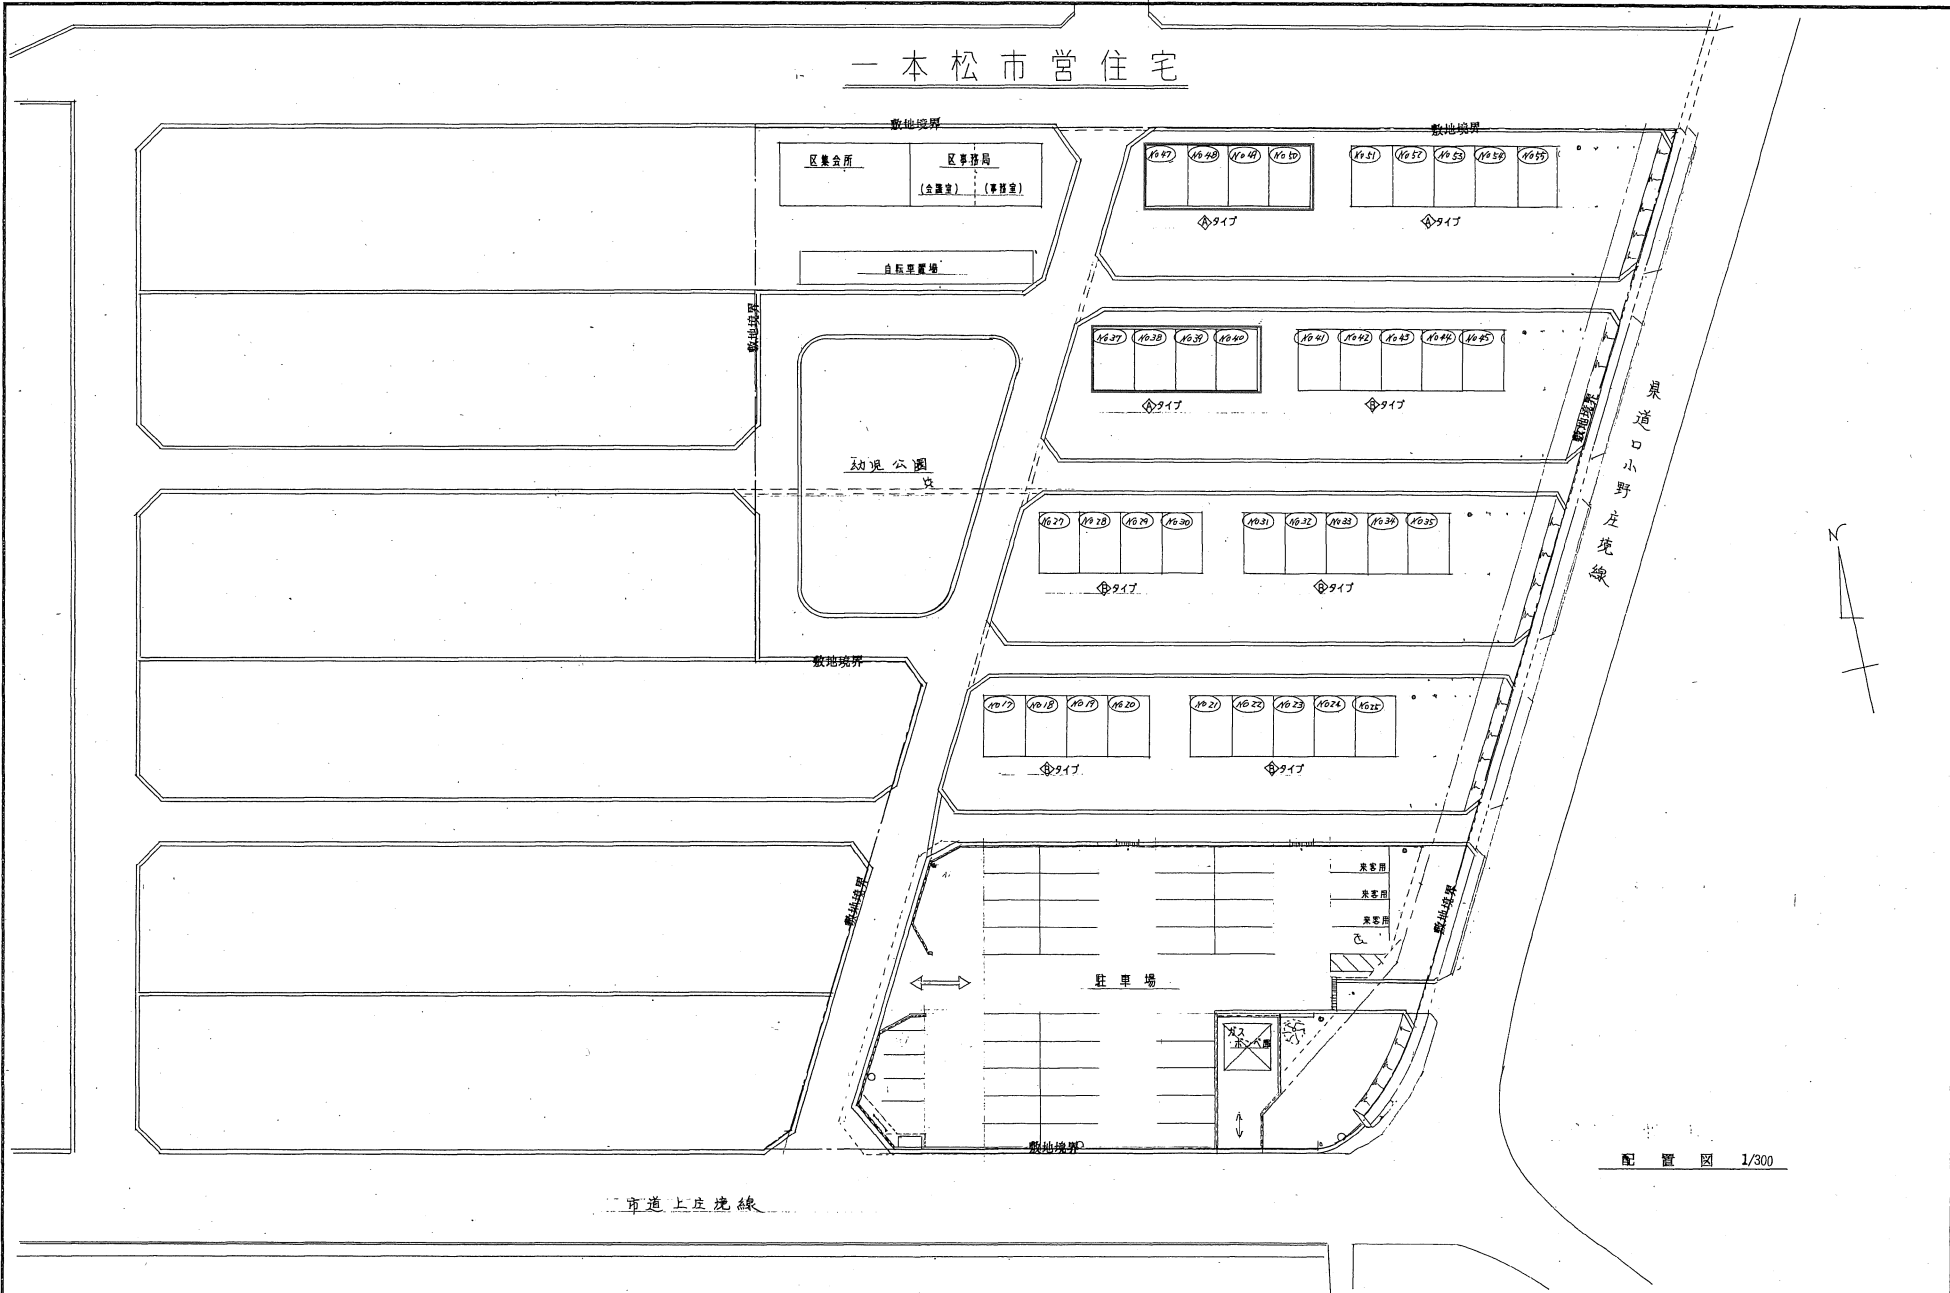 一本松市営住宅
敷地境界
敷地境界
区集会所
区事務局
(会議室)
(事務室)
No47 No48 No49 No50
No51 No52 No53 No54 No55
Aタイプ
Aタイプ
自転車置場
敷地境界
No37 No38 No39 No40
No41 No42 No43 No44 No45
Aタイプ
Bタイプ
敷地境界
県道口小野庄境線
幼児公園
N
No27 No28 No29 No30
No31 No32 No33 No34 No35
Bタイプ
Bタイプ
敷地境界
No17 No18 No19 No20
No21 No22 No23 No24 No25
Bタイプ
Bタイプ
敷地境界
来客用
来客用
来客用
敷地境界
駐車場
ガス
ボンベ庫
敷地境界
配置図 1/300
市道上庄境線